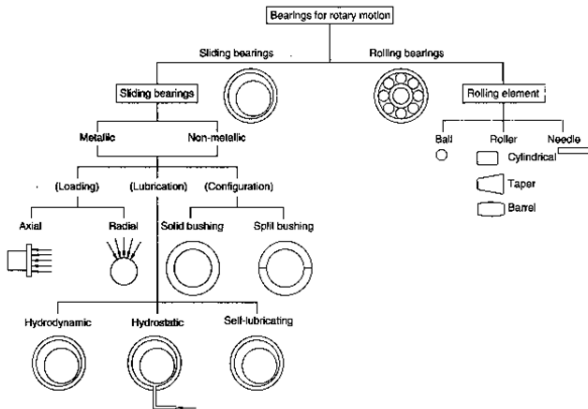 Bearings for rotary motion
Sliding bearings
Rolling bearings
Sliding bearings
Rolling element
Metallic
Non-metallic
Ball
Roller
Needle
Cylindrical
Taper
Barrel
(Loading)
(Lubrication)
(Configuration)
Axial
Radial
Solid bushing
Split bushing
Hydrodynamic
Hydrostatic
Self-lubricating